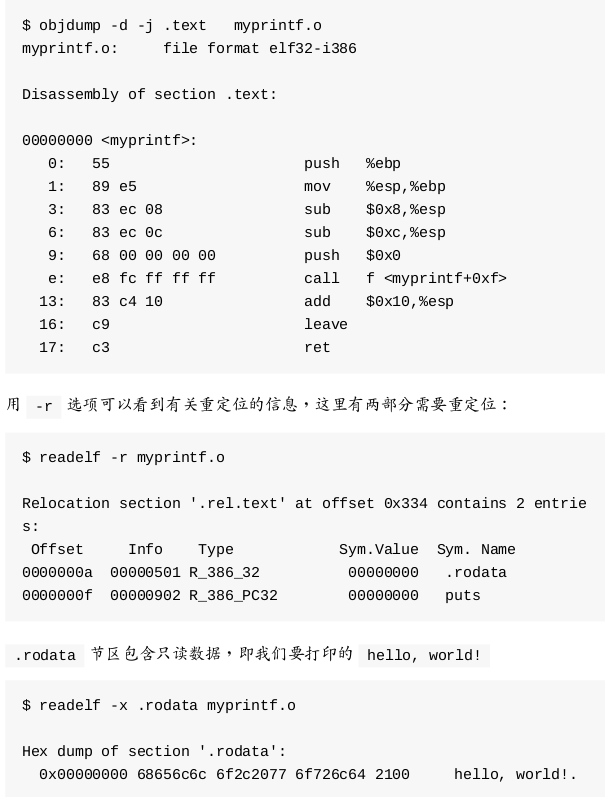 $ objdump -d -j .text   myprintf.o
myprintf.o:     file format elf32-i386
Disassembly of section .text:
00000000 <myprintf>:
   0:   55                      push   %ebp
   1:   89 e5                   mov    %esp,%ebp
   3:   83 ec 08                sub    $0x8,%esp
   6:   83 ec 0c                sub    $0xc,%esp
   9:   68 00 00 00 00          push   $0x0
   e:   e8 fc ff ff ff          call   f <myprintf+0xf>
  13:   83 c4 10                add    $0x10,%esp
  16:   c9                      leave
  17:   c3                      ret
用 -r 选项可以看到有关重定位的信息，这里有两部分需要重定位：
$ readelf -r myprintf.o
Relocation section '.rel.text' at offset 0x334 contains 2 entrie
s:
 Offset     Info    Type            Sym.Value  Sym. Name
0000000a  00000501 R_386_32          00000000   .rodata
0000000f  00000902 R_386_PC32        00000000   puts
.rodata 节区包含只读数据，即我们要打印的 hello, world!
$ readelf -x .rodata myprintf.o
Hex dump of section '.rodata':
  0x00000000 68656c6c 6f2c2077 6f726c64 2100     hello, world!.